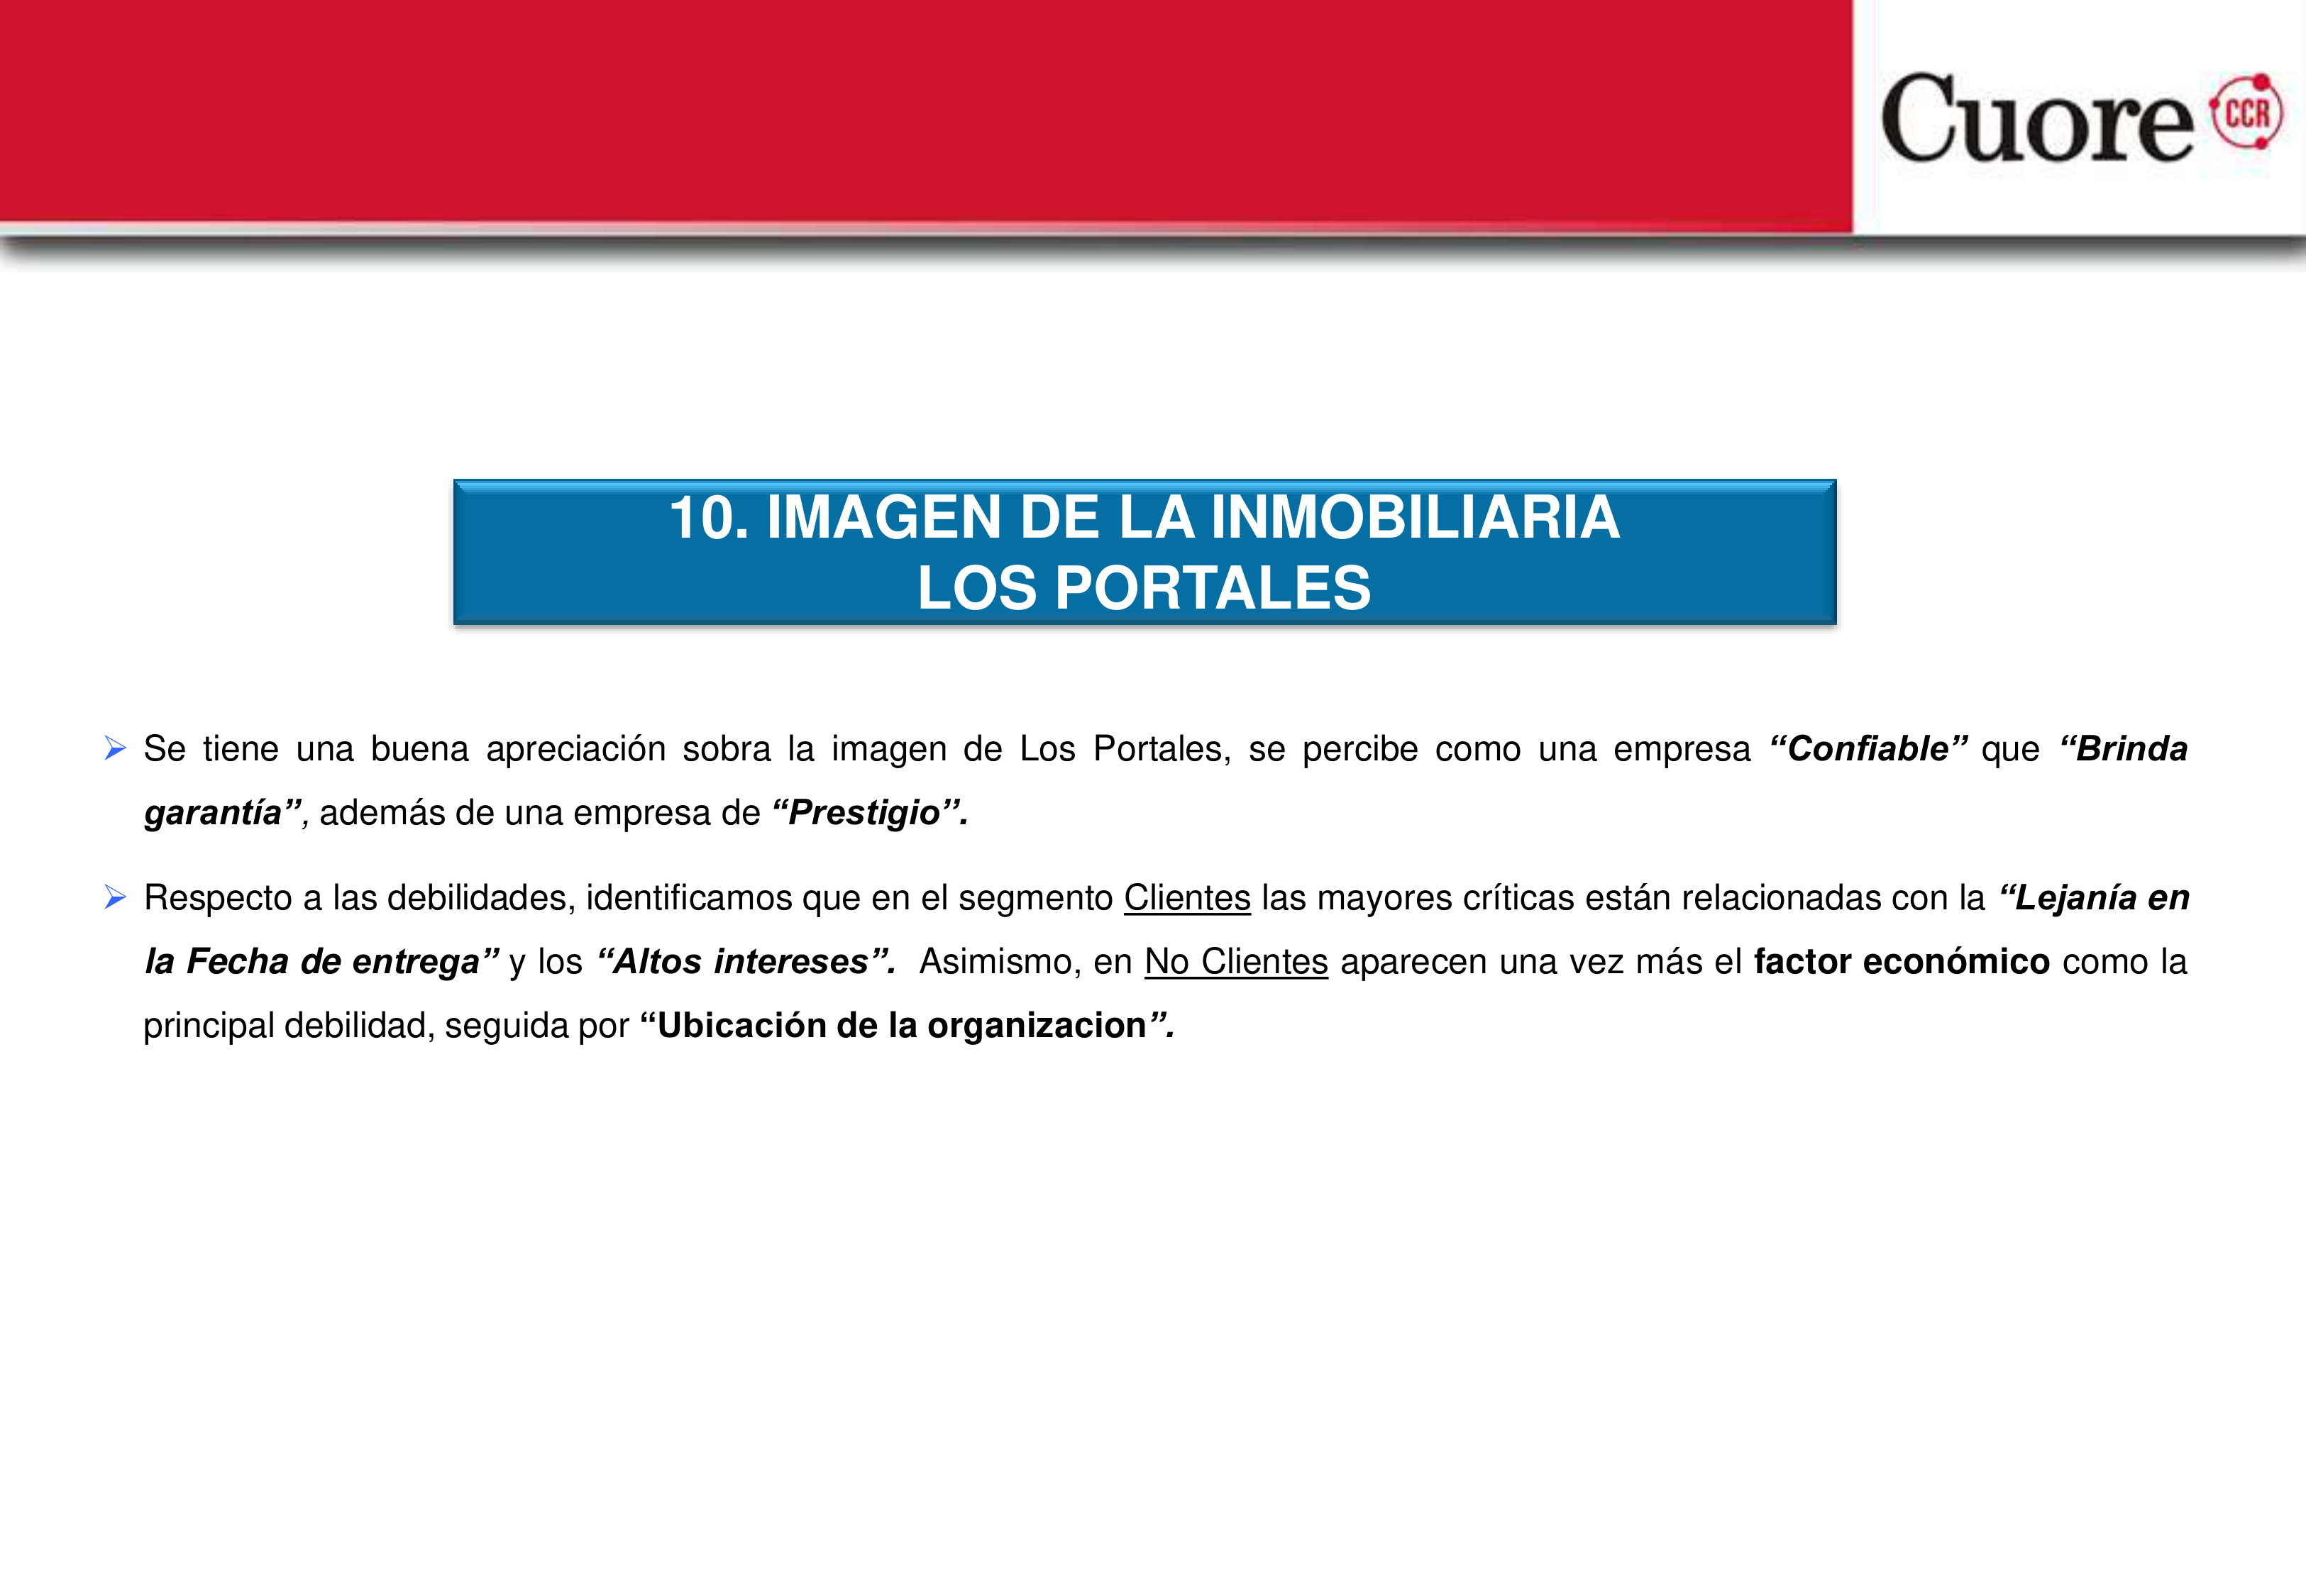 Cuore CCR
10. IMAGEN DE LA INMOBILIARIA
LOS PORTALES
➢ Se tiene una buena apreciación sobra la imagen de Los Portales, se percibe como una empresa “Confiable” que “Brinda
garantía”, además de una empresa de “Prestigio”.
➢ Respecto a las debilidades, identificamos que en el segmento Clientes las mayores críticas están relacionadas con la “Lejanía en
la Fecha de entrega” y los “Altos intereses”. Asimismo, en No Clientes aparecen una vez más el factor económico como la
principal debilidad, seguida por “Ubicación de la organizacion”.